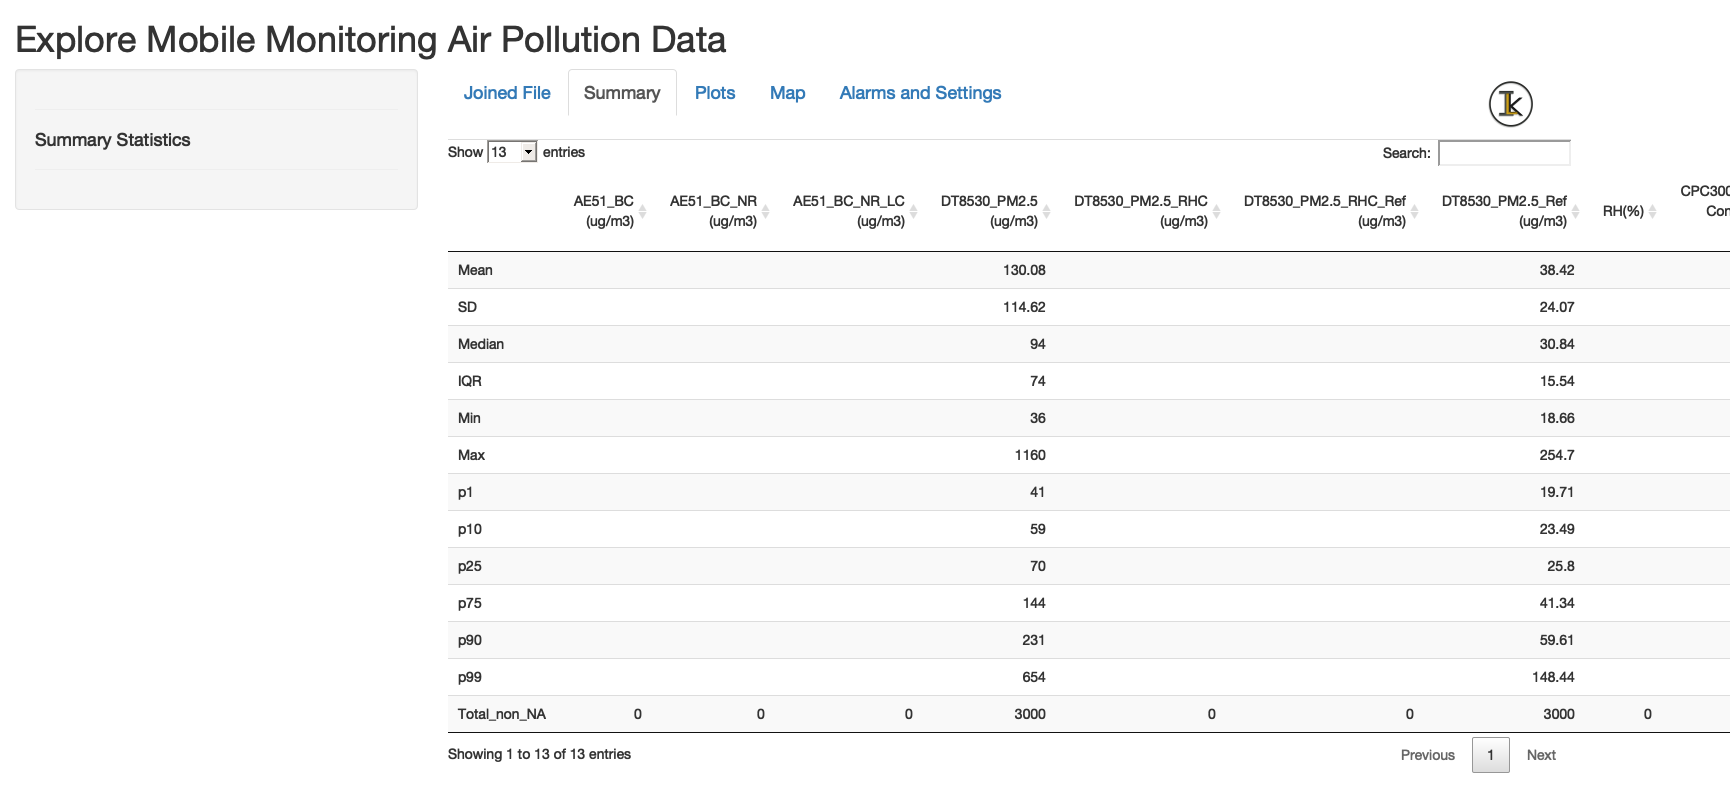 Explore Mobile Monitoring Air Pollution Data
Summary Statistics
Joined File Summary Plots Map Alarms and Settings
k
Show 13 entries Search:
AE51_BC (ug/m3) AE51_BC_NR (ug/m3) AE51_BC_NR_LC (ug/m3) DT8530_PM2.5 (ug/m3) DT8530_PM2.5_RHC (ug/m3) DT8530_PM2.5_RHC_Ref (ug/m3) DT8530_PM2.5_Ref (ug/m3) RH(%) CPC300 Con
Mean 130.08 38.42
SD 114.62 24.07
Median 94 30.84
IQR 74 15.54
Min 36 18.66
Max 1160 254.7
p1 41 19.71
p10 59 23.49
p25 70 25.8
p75 144 41.34
p90 231 59.61
p99 654 148.44
Total_non_NA 0 0 0 3000 0 0 3000 0
Showing 1 to 13 of 13 entries Previous 1 Next